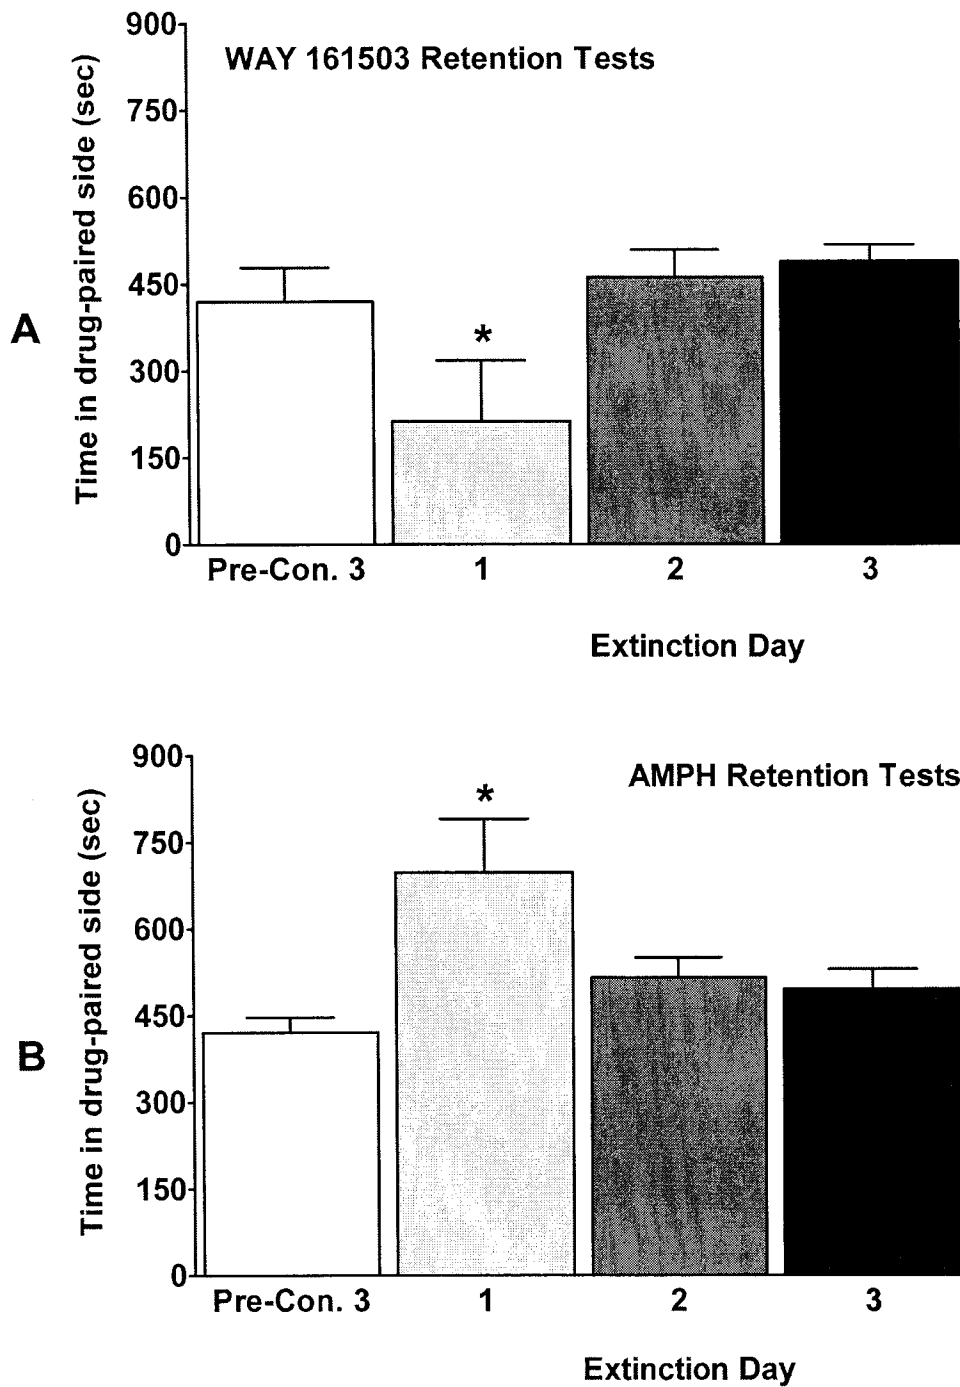 900
WAY 161503 Retention Tests
750
600
450
300
150
0
Time in drug-paired side (sec)
A
*
Pre-Con. 3 1 2 3
Extinction Day
900
AMPH Retention Tests
750
600
450
300
150
0
Time in drug-paired side (sec)
B
*
Pre-Con. 3 1 2 3
Extinction Day